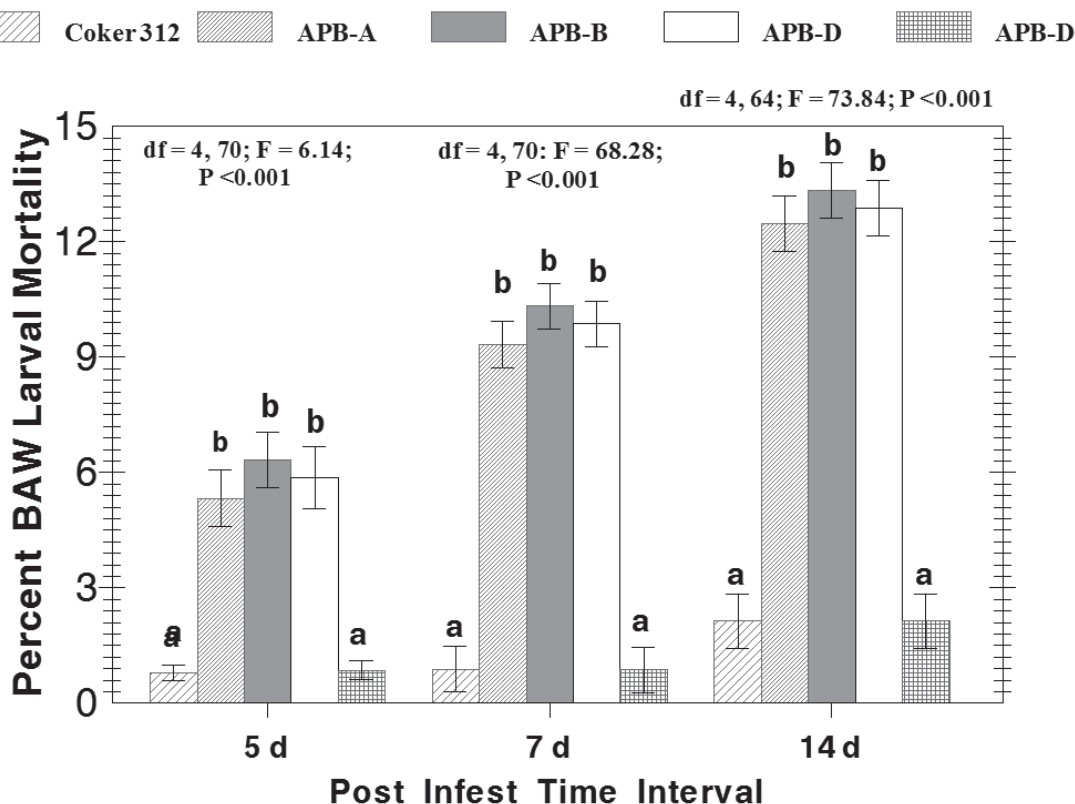 Coker 312 APB-A APB-B APB-D APB-D
df = 4, 64; F = 73.84; P <0.001
df = 4, 70; F = 6.14;
P <0.001
df = 4, 70: F = 68.28;
P <0.001
Percent BAW Larval Mortality
15
12
9
6
3
0
a a b b b a
a b b b a
a b b b a
5 d 7 d 14 d
Post Infest Time Interval